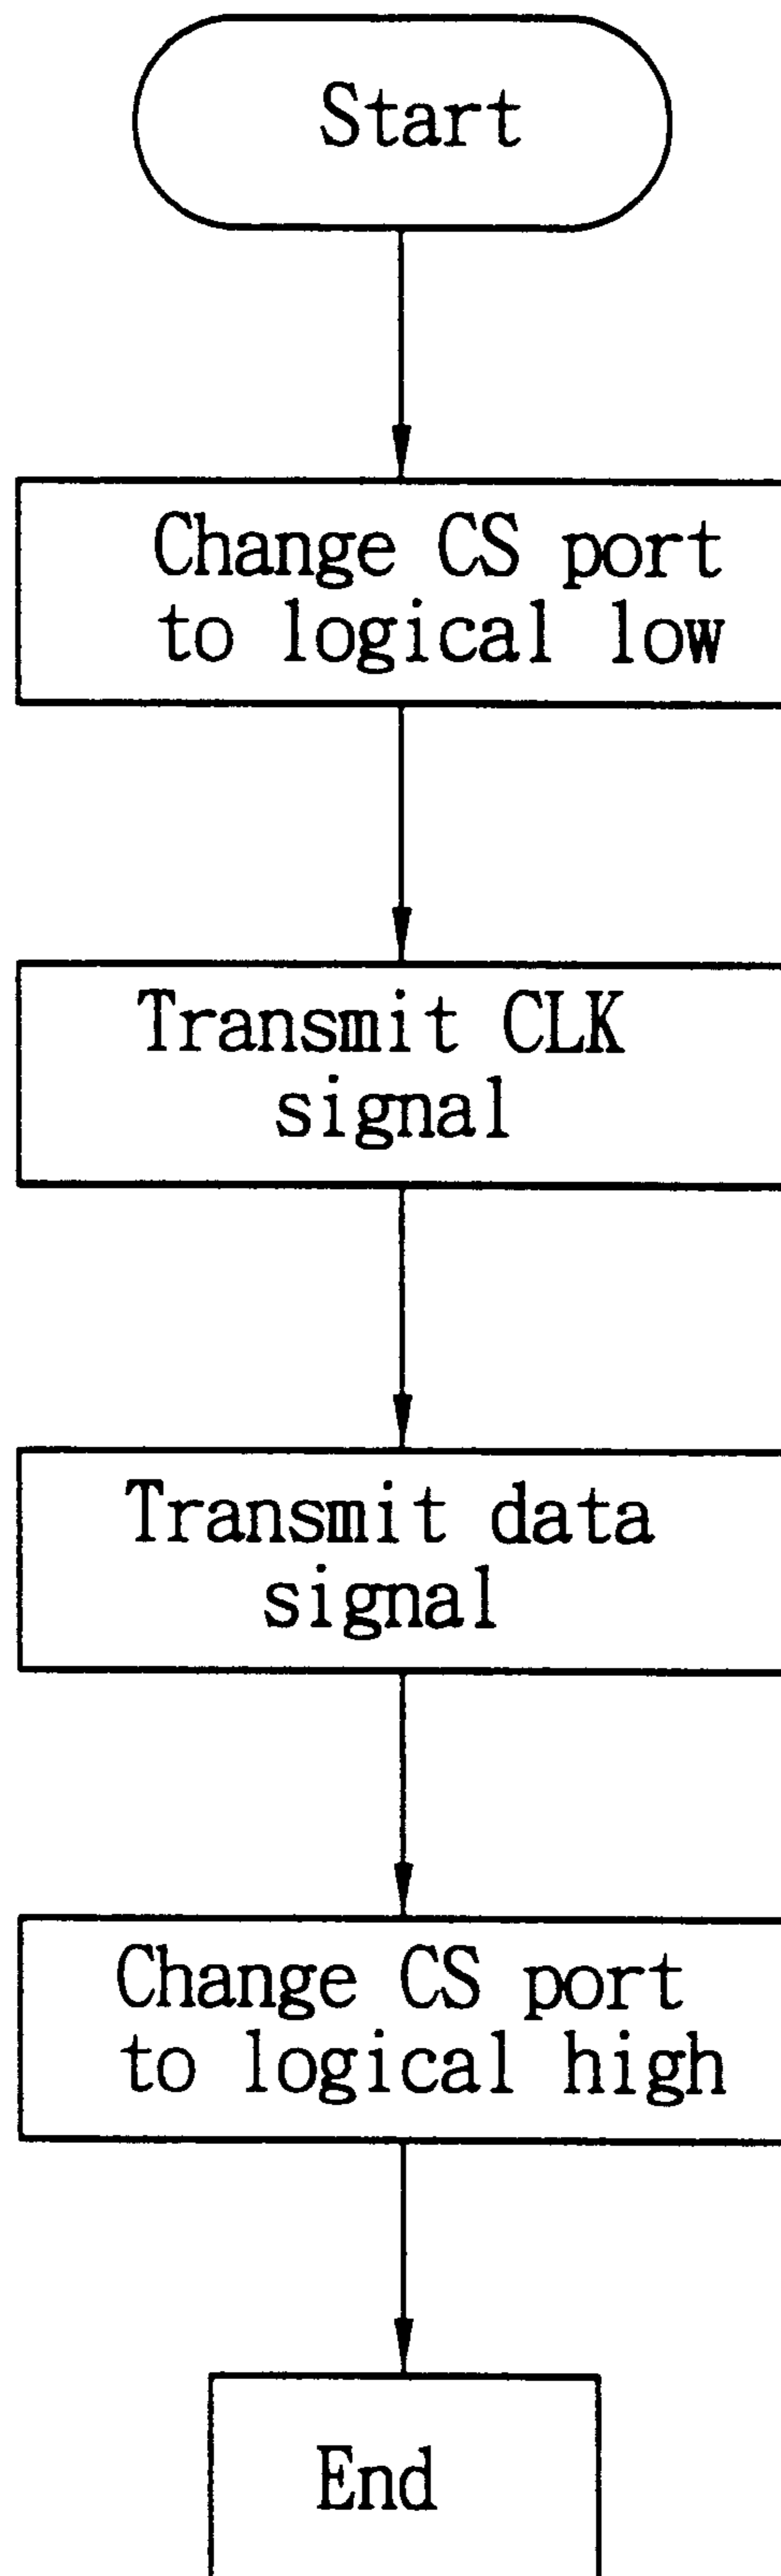 Start
Change CS port
to logical low
Transmit CLK
signal
Transmit data
signal
Change CS port
to logical high
End